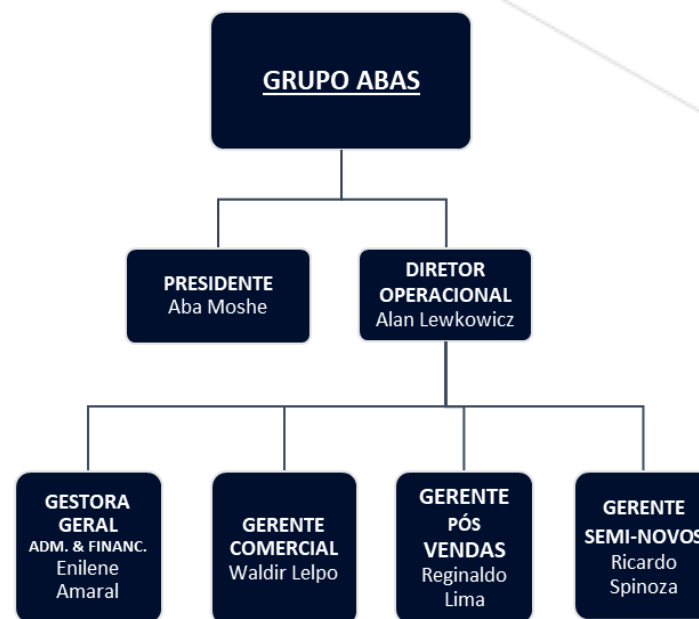 GRUPO ABAS
PRESIDENTE
Aba Moshe
DIRETOR
OPERACIONAL
Alan Lewkowicz
GESTORA
GERAL
ADM. & FINANC.
Enilene
Amaral
GERENTE
COMERCIAL
Waldir Lelpo
GERENTE
PÓS
VENDAS
Reginaldo
Lima
GERENTE
SEMI-NOVOS
Ricardo
Spinoza